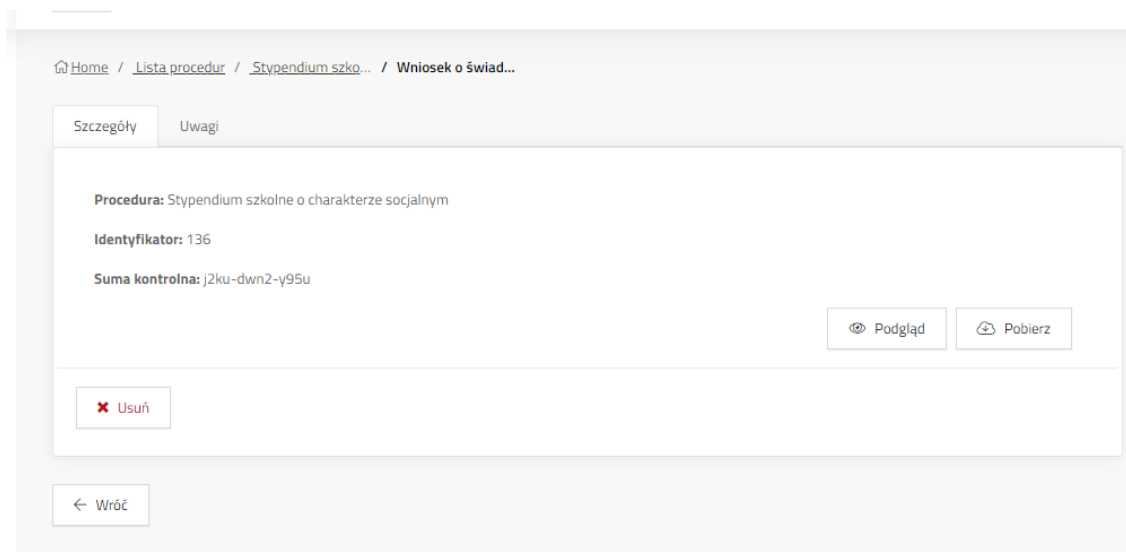 Home / Lista procedur / Stypendium szko... / Wniosek o świad...
Szczegóły Uwagi
Procedura: Stypendium szkolne o charakterze socjalnym
Identyfikator: 136
Suma kontrolna: j2ku-dwn2-y95u
Podgląd Pobierz
Usuń
Wróć